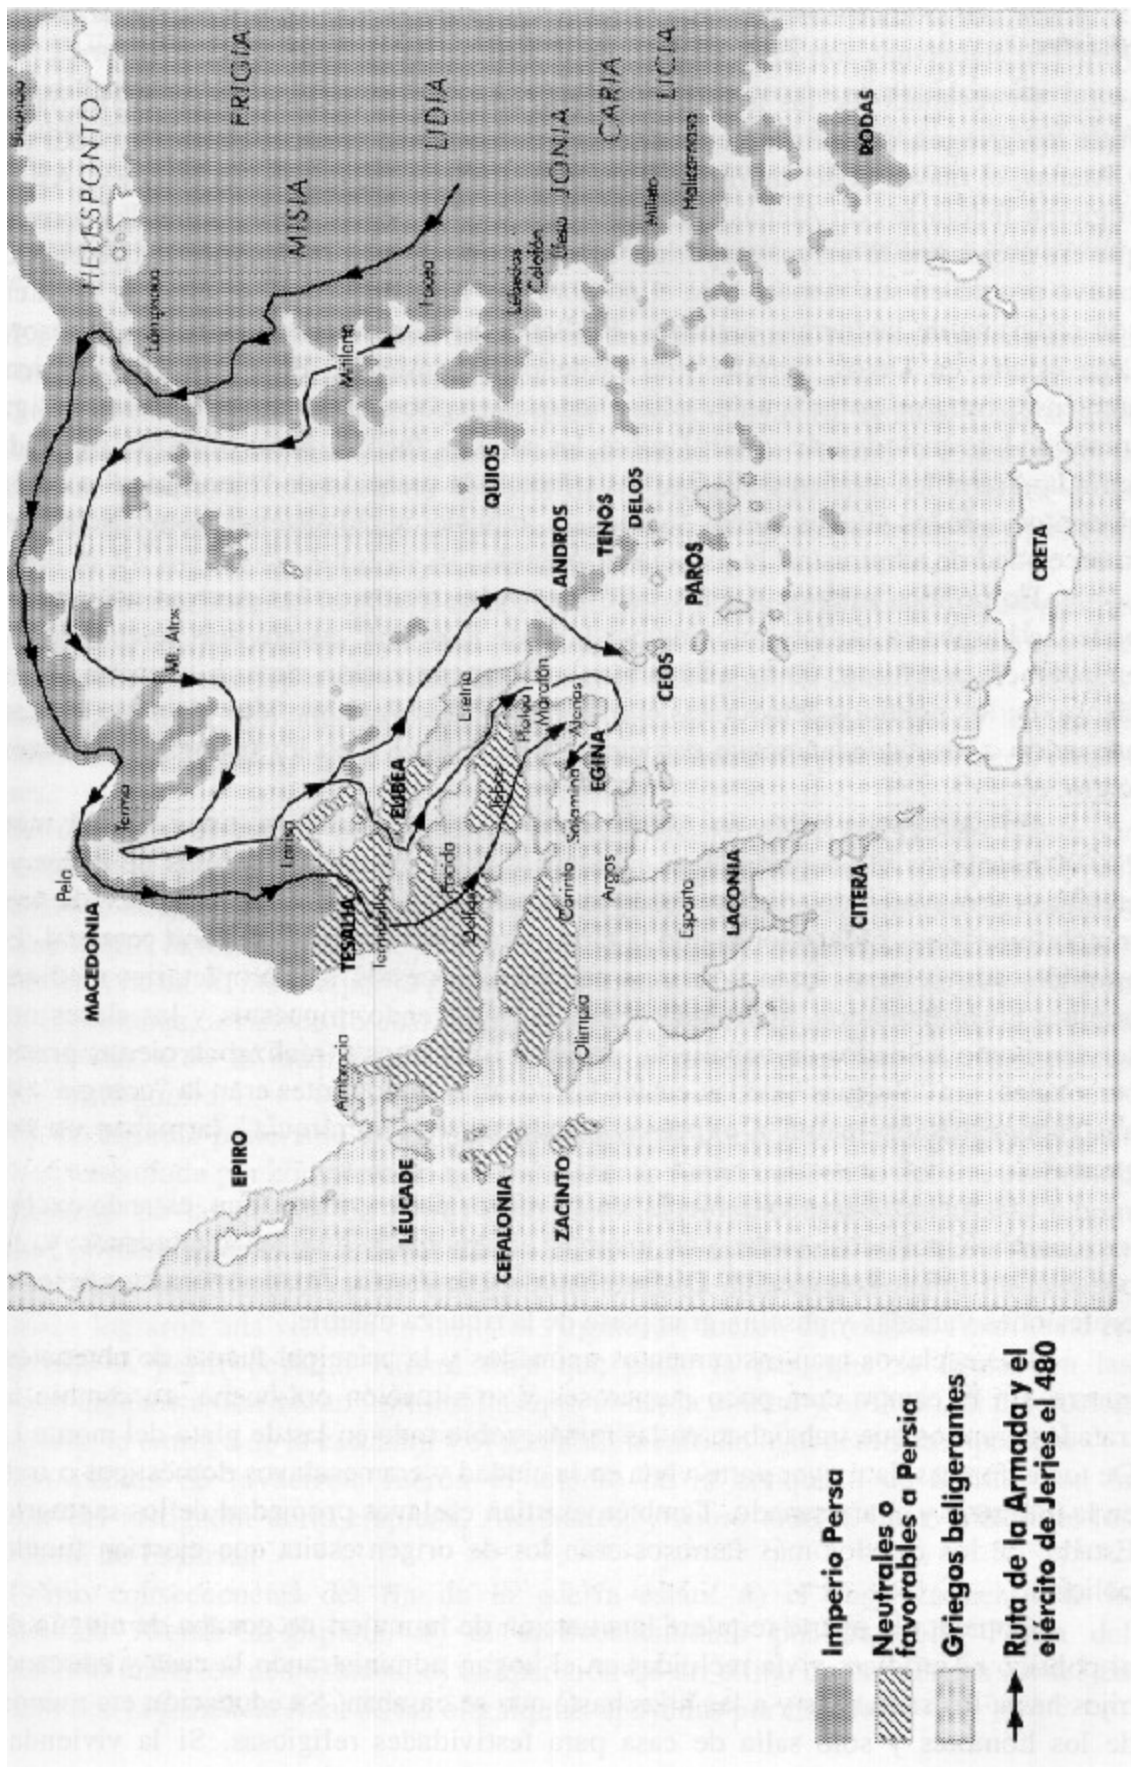 HELESPONTO
FRIGIA
Lampsaca
MISIA
LIDIA
Mitilene
Focea
JONIA
CARIA
LICIA
Efeso
Mileto
Halicarnaso
RODAS
MACEDONIA
Pela
Terma
Mt. Atos
QUIOS
EPIRO
TESALIA
Larisa
EUBEA
Eretria
ANDROS
TENOS
DELOS
Ambracia
Termópilas
Focida
Delfos
Tebas
Platea
Maratón
Atenas
Salamina
EGINA
CEOS
PAROS
LEUCADE
CEFALONIA
ZACINTO
Olimpia
Corinto
Argos
Esparta
LACONIA
CITERA
CRETA
Imperio Persa
Neutrales o
favorables a Persia
Griegos beligerantes
Ruta de la Armada y el
ejército de Jerjes el 480